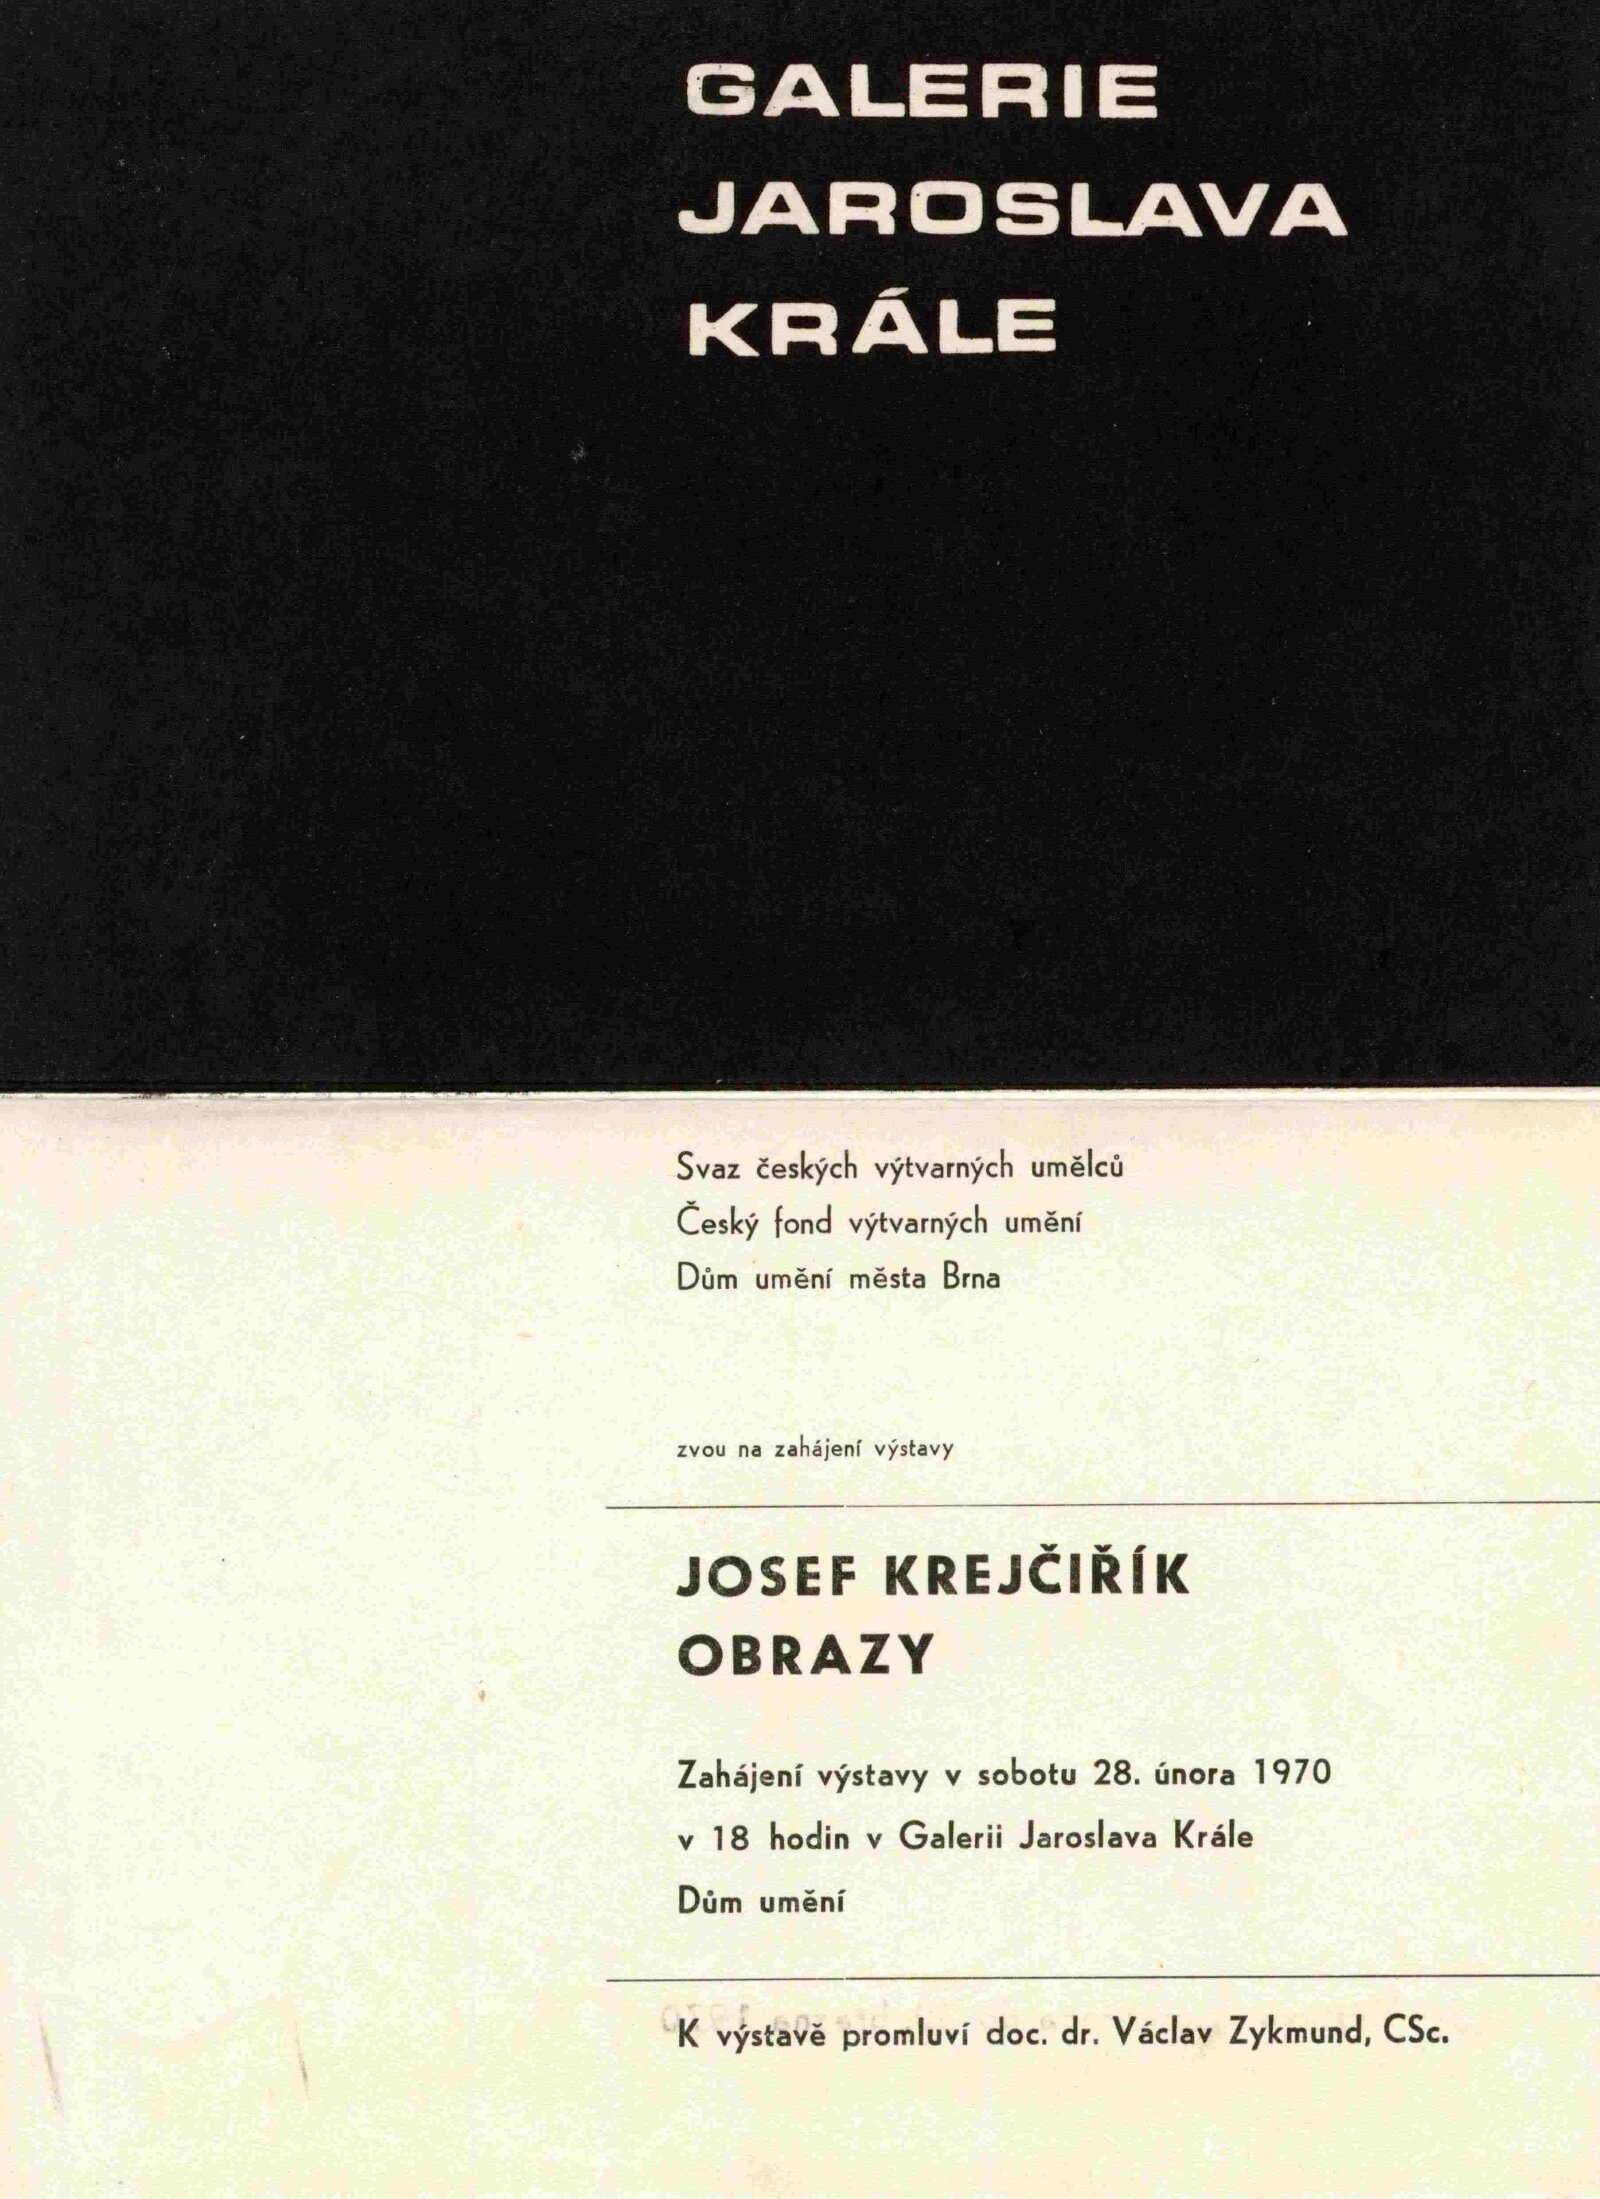 GALERIE
JAROSLAVA
KRÁLE
Svaz českých výtvarných umělců
Český fond výtvarných umění
Dům umění města Brna
zvou na zahájení výstavy
JOSEF KREJČIŘÍK
OBRAZY
Zahájení výstavy v sobotu 28. února 1970
v 18 hodin v Galerii Jaroslava Krále
Dům umění
K výstavě promluví doc. dr. Václav Zykmund, CSc.